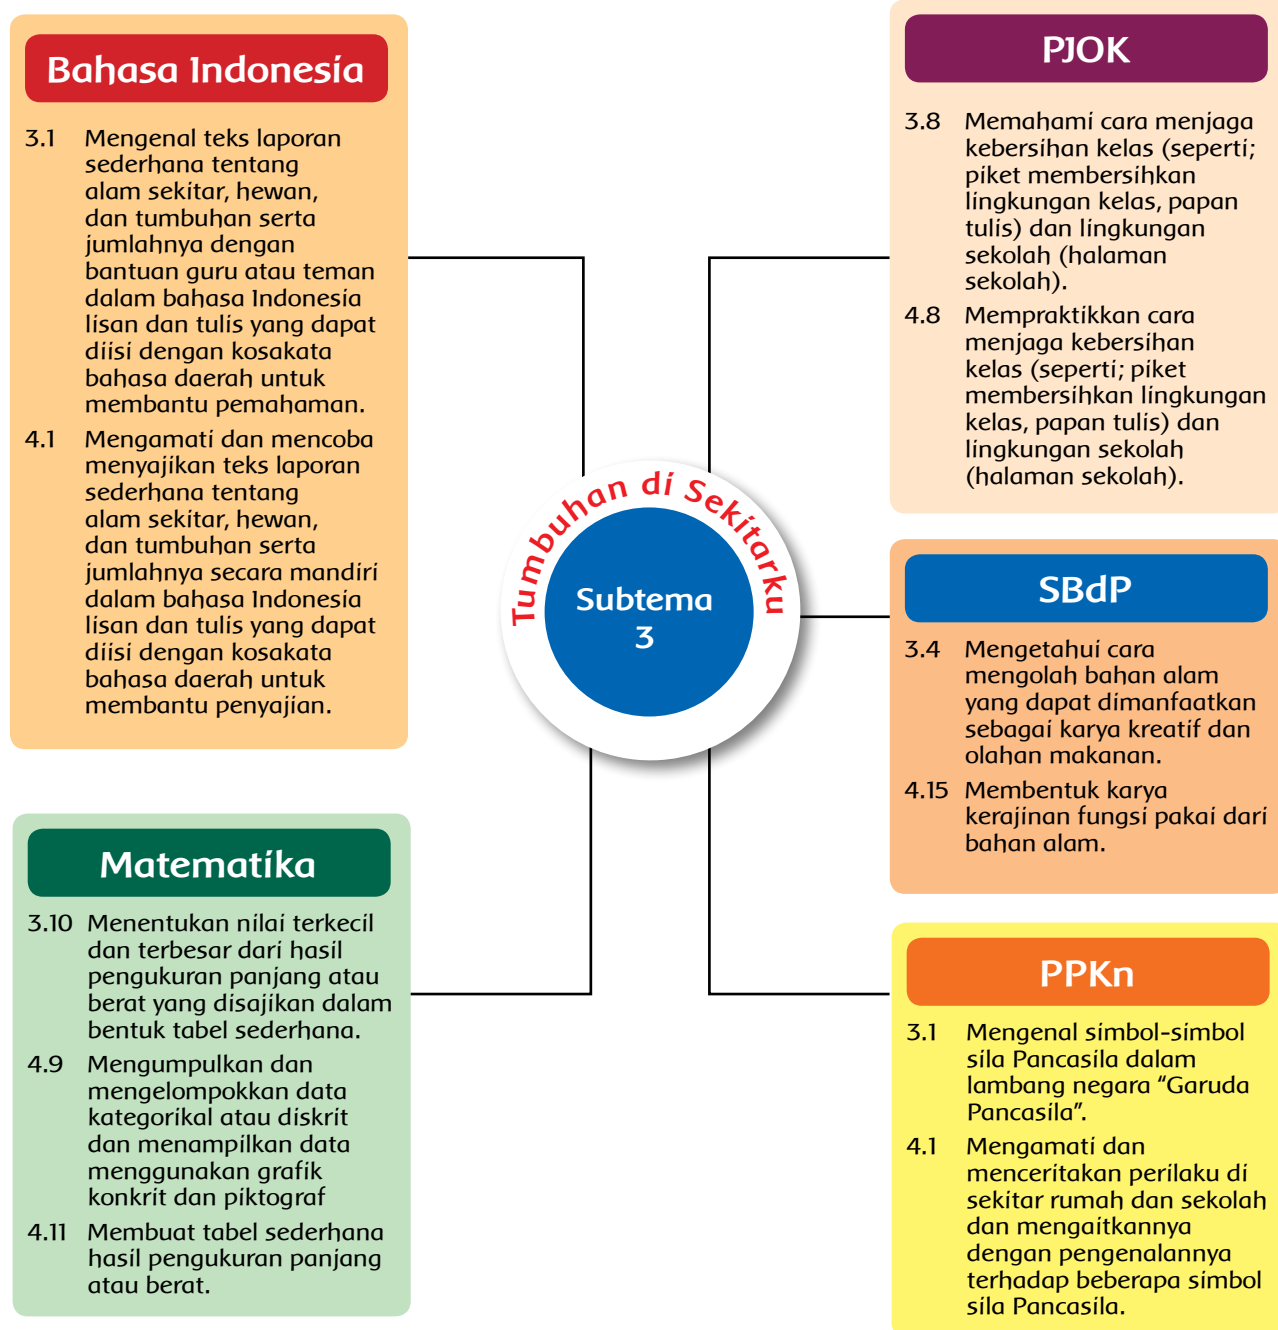 Bahasa Indonesia
3.1 Mengenal teks laporan
sederhana tentang
alam sekitar, hewan,
dan tumbuhan serta
jumlahnya dengan
bantuan guru atau teman
dalam bahasa Indonesia
lisan dan tulis yang dapat
diisi dengan kosakata
bahasa daerah untuk
membantu pemahaman.
4.1 Mengamati dan mencoba
menyajikan teks laporan
sederhana tentang
alam sekitar, hewan,
dan tumbuhan serta
jumlahnya secara mandiri
dalam bahasa Indonesia
lisan dan tulis yang dapat
diisi dengan kosakata
bahasa daerah untuk
membantu penyajian.
Matematika
3.10 Menentukan nilai terkecil
dan terbesar dari hasil
pengukuran panjang atau
berat yang disajikan dalam
bentuk tabel sederhana.
4.9 Mengumpulkan dan
mengelompokkan data
kategorikal atau diskrit
dan menampilkan data
menggunakan grafik
konkrit dan piktograf
4.11 Membuat tabel sederhana
hasil pengukuran panjang
atau berat.
Tumbuhan di Sekitarku
Subtema
3
PJOK
3.8 Memahami cara menjaga
kebersihan kelas (seperti;
piket membersihkan
lingkungan kelas, papan
tulis) dan lingkungan
sekolah (halaman
sekolah).
4.8 Mempraktikkan cara
menjaga kebersihan
kelas (seperti; piket
membersihkan lingkungan
kelas, papan tulis) dan
lingkungan sekolah
(halaman sekolah).
SBdP
3.4 Mengetahui cara
mengolah bahan alam
yang dapat dimanfaatkan
sebagai karya kreatif dan
olahan makanan.
4.15 Membentuk karya
kerajinan fungsi pakai dari
bahan alam.
PPKn
3.1 Mengenal simbol-simbol
sila Pancasila dalam
lambang negara “Garuda
Pancasila”.
4.1 Mengamati dan
menceritakan perilaku di
sekitar rumah dan sekolah
dan mengaitkannya
dengan pengenalannya
terhadap beberapa simbol
sila Pancasila.